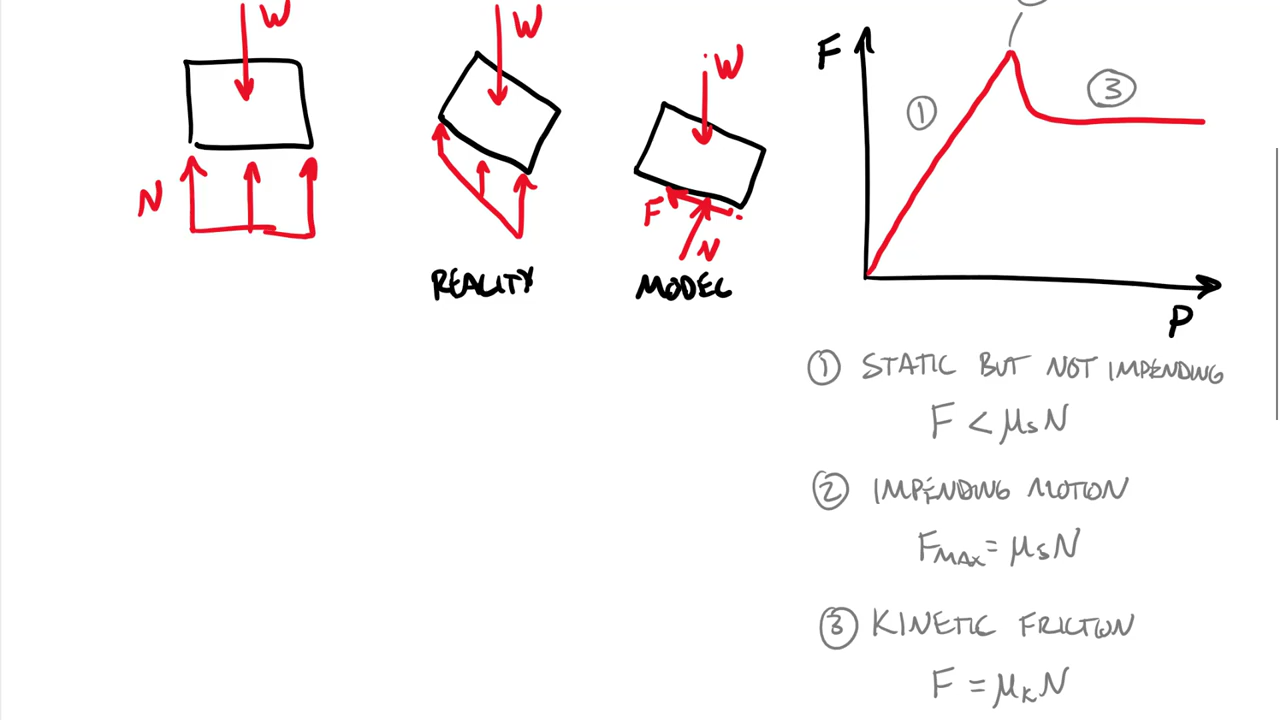 W
N
W
REALITY
W
F
N
MODEL
F
①
③
P
① STATIC BUT NOT IMPENDING
F < μsN
② IMPENDING MOTION
FMAX = μsN
③ KINETIC FRICTION
F = μKN